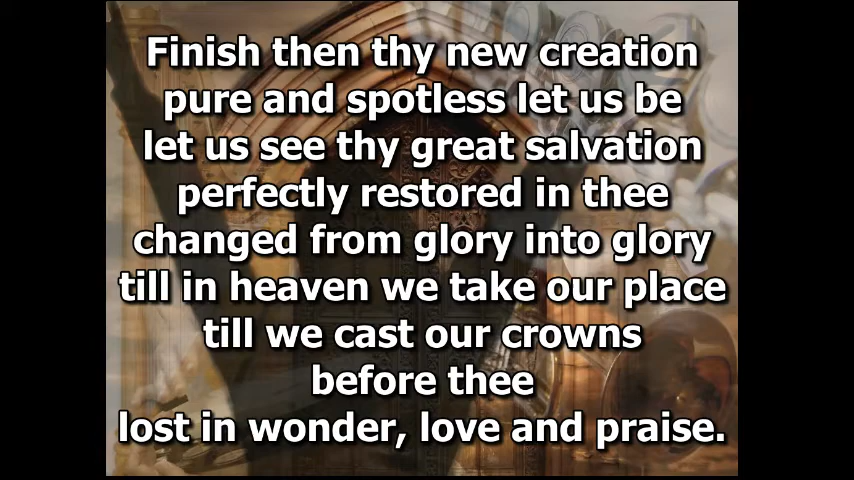 Finish then thy new creation
pure and spotless let us be
let us see thy great salvation
perfectly restored in thee
changed from glory into glory
till in heaven we take our place
till we cast our crowns
before thee
lost in wonder, love and praise.